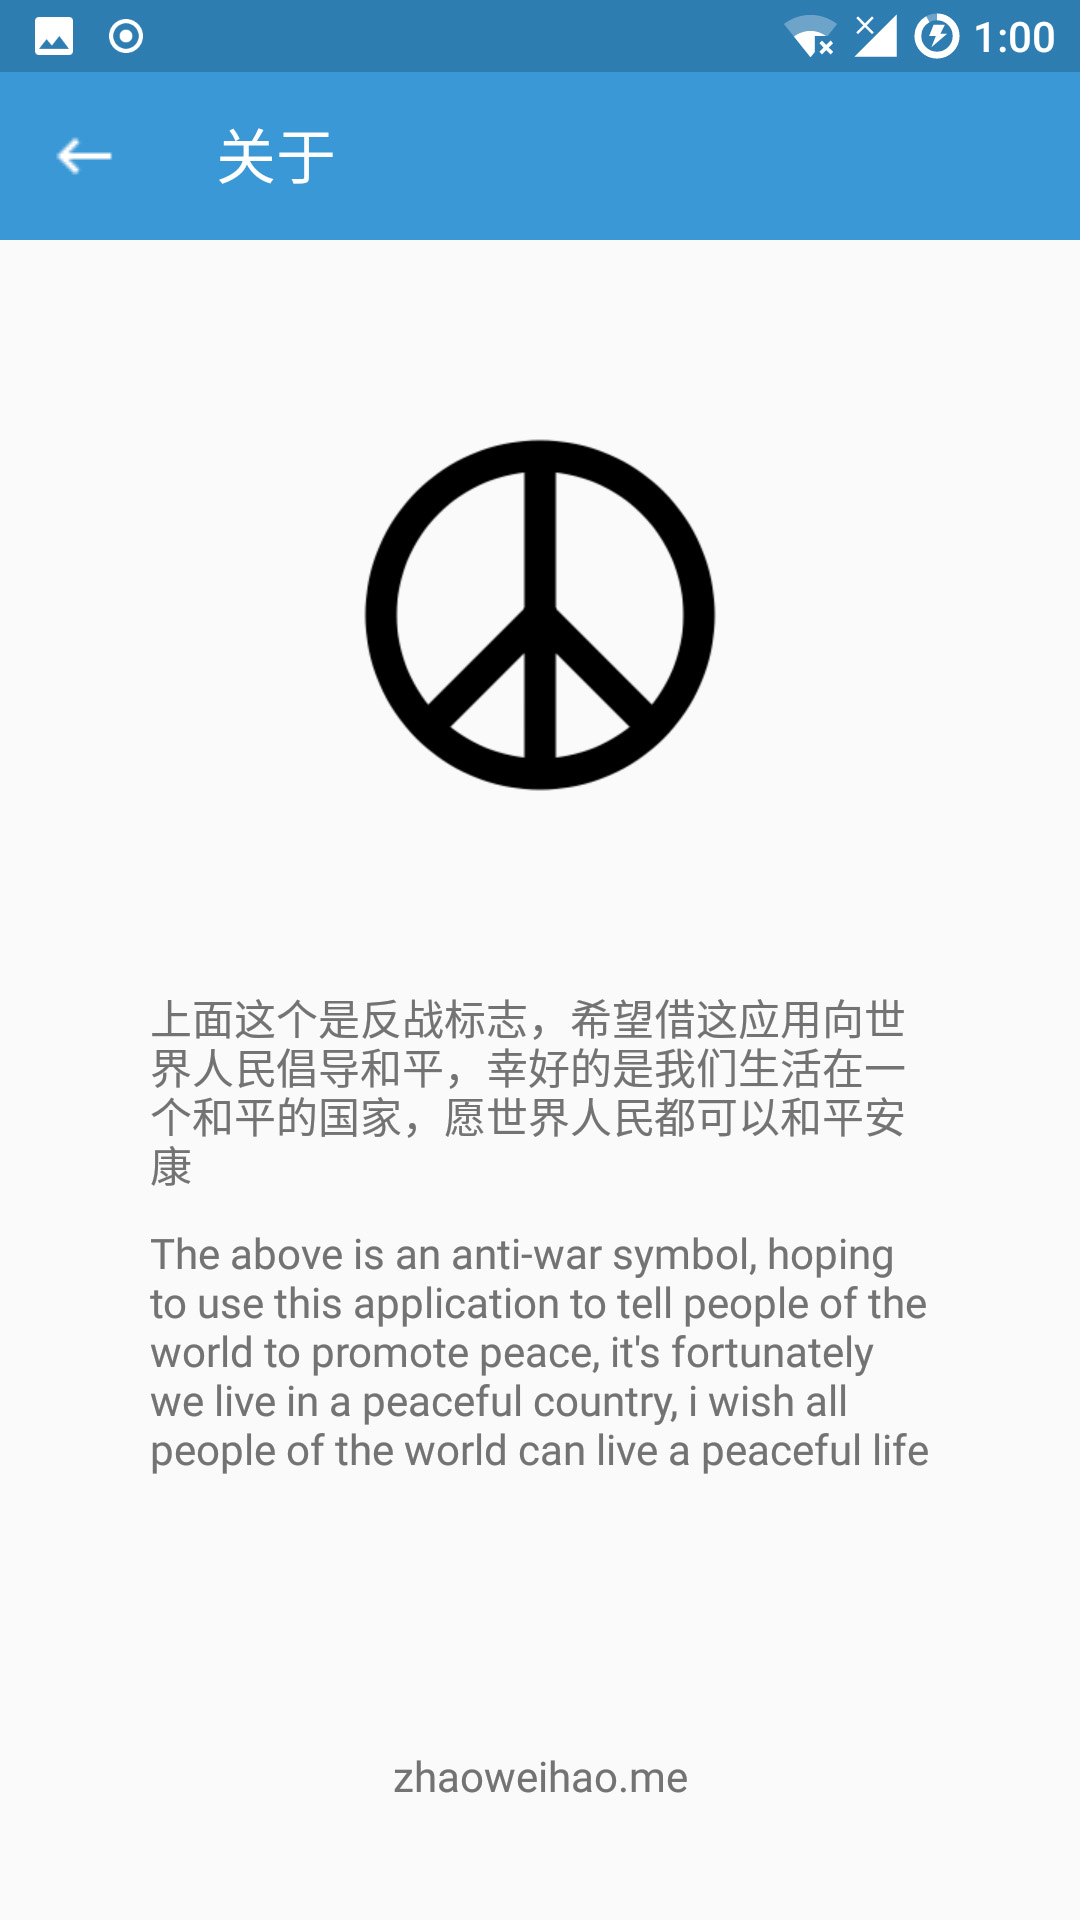 1:00
关于
上面这个是反战标志，希望借这应用向世
界人民倡导和平，幸好的是我们生活在一
个和平的国家，愿世界人民都可以和平安
康
The above is an anti-war symbol, hoping
to use this application to tell people of the
world to promote peace, it's fortunately
we live in a peaceful country, i wish all
people of the world can live a peaceful life
zhaoweihao.me